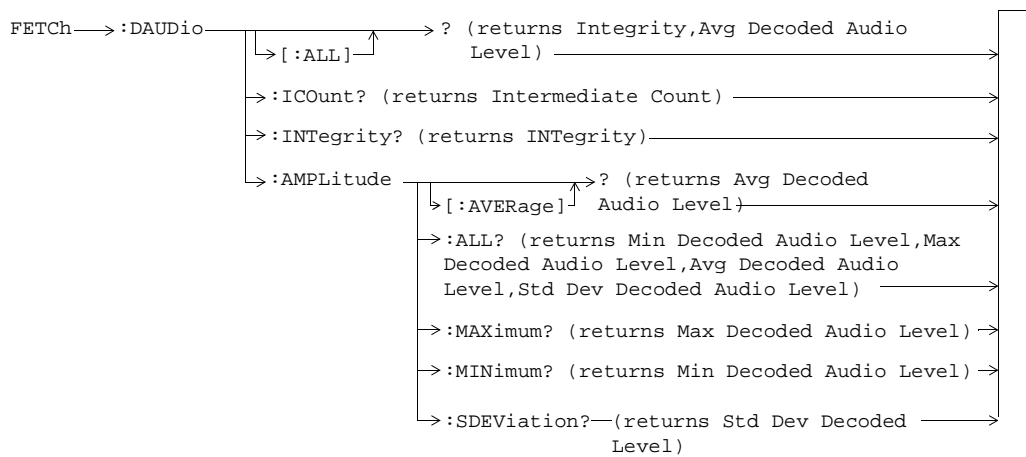 FETCh :DAUDio ? (returns Integrity,Avg Decoded Audio
[:ALL] Level)
:ICOunt? (returns Intermediate Count)
:INTegrity? (returns INTegrity)
:AMPLitude ? (returns Avg Decoded
[:AVERage] Audio Level)
:ALL? (returns Min Decoded Audio Level,Max
Decoded Audio Level,Avg Decoded Audio
Level,Std Dev Decoded Audio Level)
:MAXimum? (returns Max Decoded Audio Level)
:MINimum? (returns Min Decoded Audio Level)
:SDEViation? (returns Std Dev Decoded
Level)